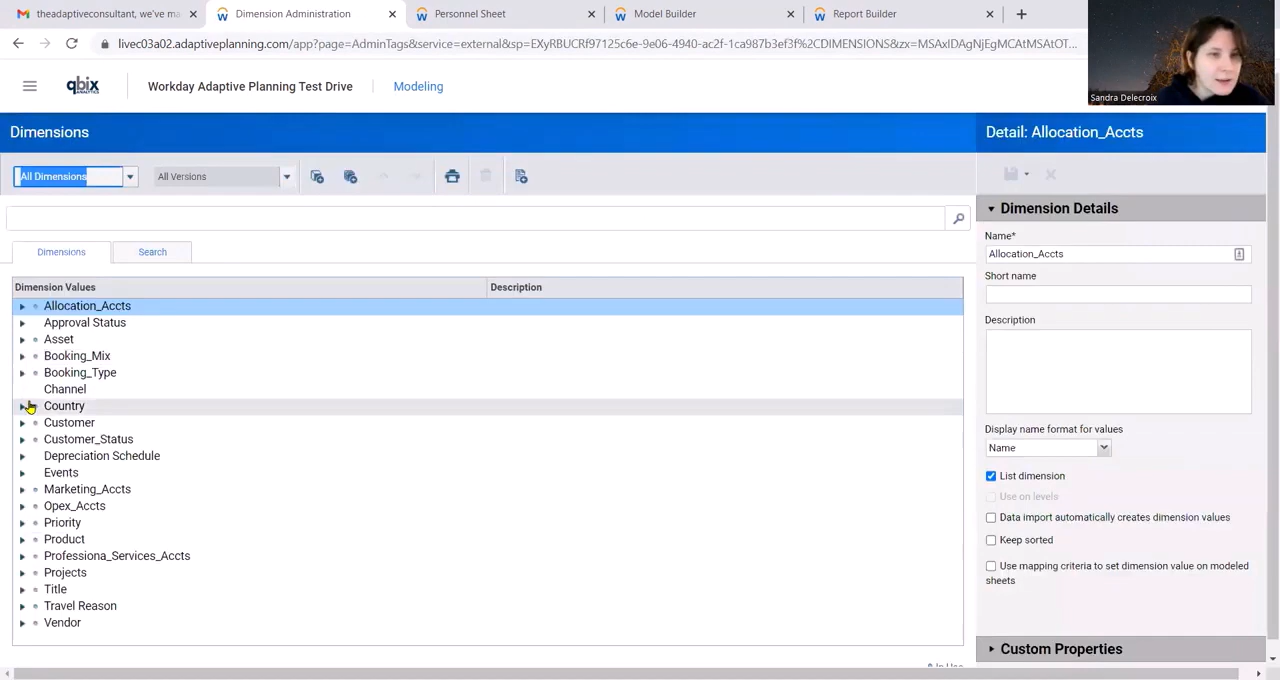 theadaptiveconsultant, we've ma
Dimension Administration
Personnel Sheet
Model Builder
Report Builder
livec03a02.adaptiveplanning.com/app?page=AdminTags&service=external&sp=EXyRBUCRf97125c6e-9e06-4940-ac2f-1ca987b3ef3f%2CDIMENSIONS&zx=MSAxIDAgNjEgMCAtMSAtOT...
Sandra Delecroix
qbix
ANALYTICS
Workday Adaptive Planning Test Drive
Modeling
Dimensions
Detail: Allocation_Accts
All Dimensions
All Versions
Dimension Details
Name*
Allocation_Accts
Dimensions
Search
Short name
Dimension Values
Description
Allocation_Accts
Approval Status
Asset
Booking_Mix
Booking_Type
Channel
Country
Customer
Customer_Status
Depreciation Schedule
Events
Marketing_Accts
Opex_Accts
Priority
Product
Professiona_Services_Accts
Projects
Title
Travel Reason
Vendor
Description
Display name format for values
Name
List dimension
Use on levels
Data import automatically creates dimension values
Keep sorted
Use mapping criteria to set dimension value on modeled
sheets
Custom Properties